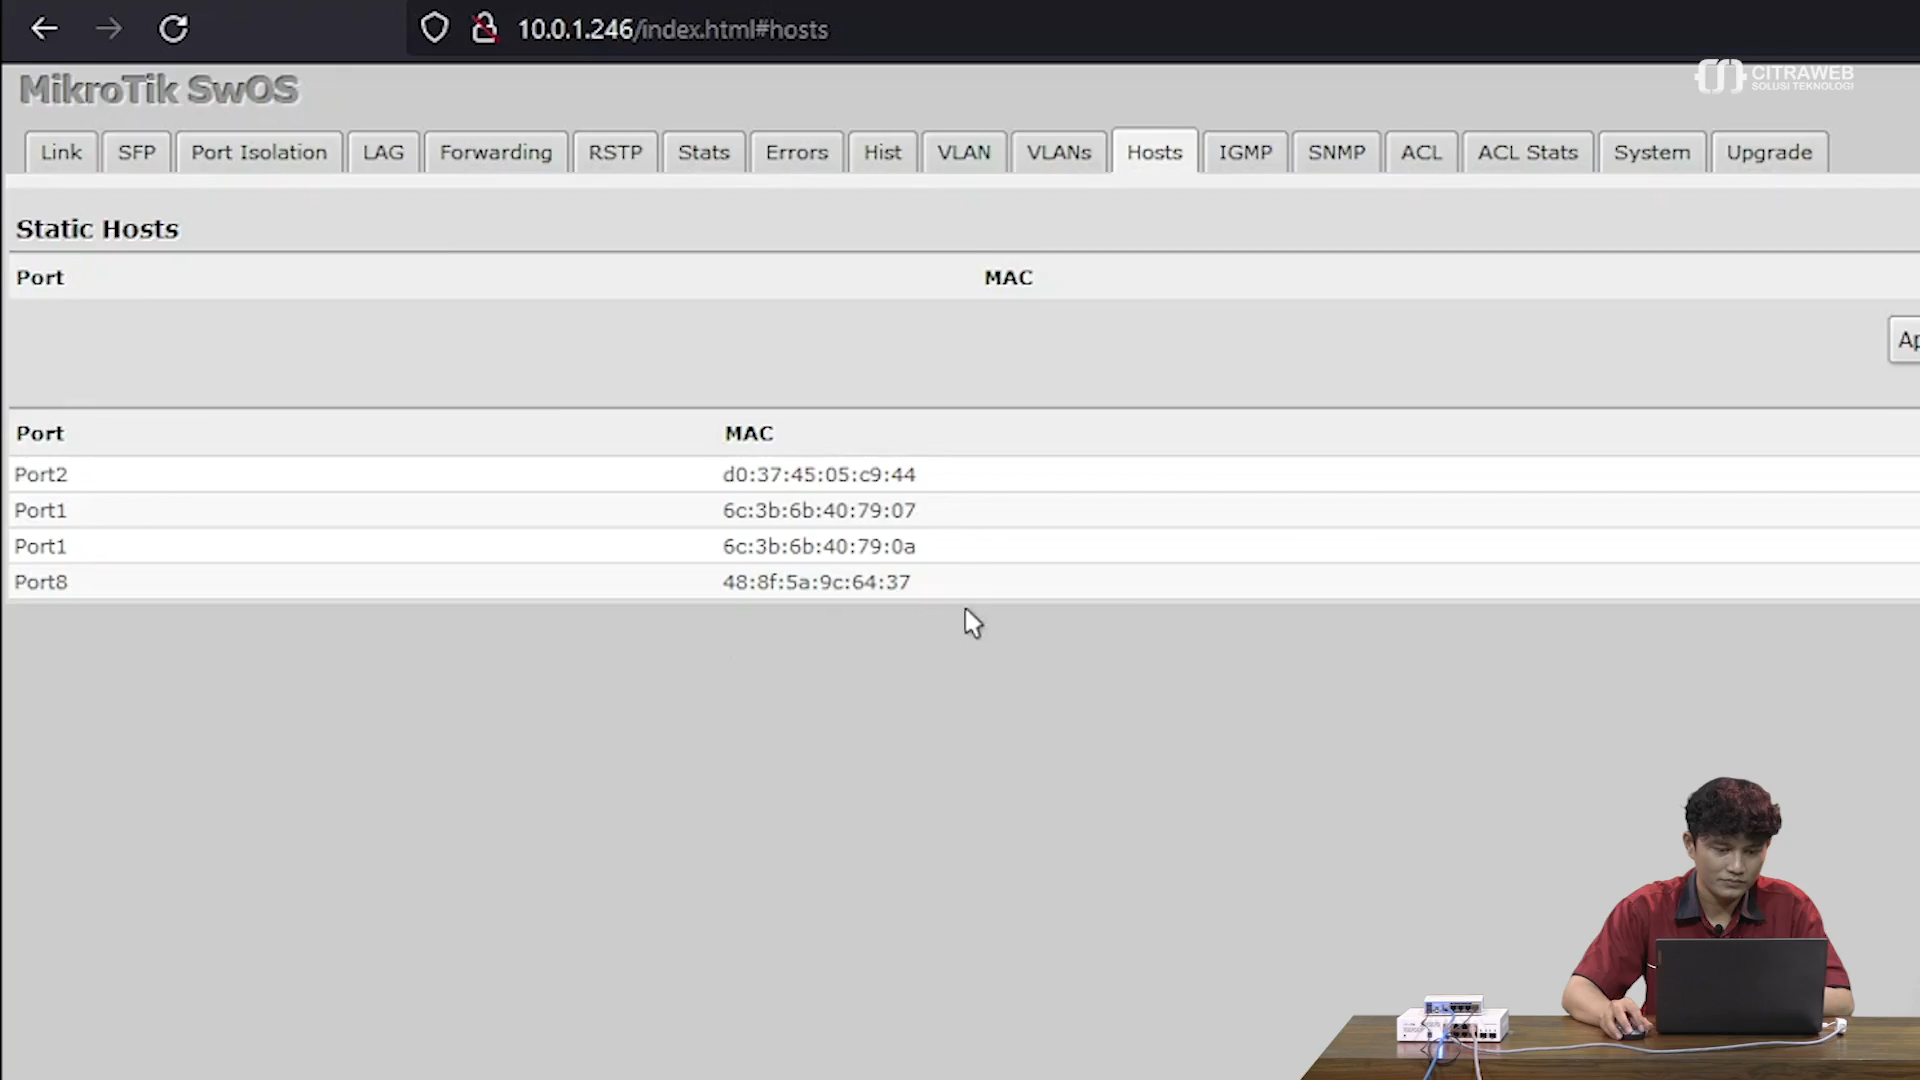 10.0.1.246/index.html#hosts
MikroTik SwOS
CITRAWEB
SOLUSI TEKNOLOGI
Link SFP Port Isolation LAG Forwarding RSTP Stats Errors Hist VLAN VLANs Hosts IGMP SNMP ACL ACL Stats System Upgrade
Static Hosts
Port MAC
Ap
Port MAC
Port2 d0:37:45:05:c9:44
Port1 6c:3b:6b:40:79:07
Port1 6c:3b:6b:40:79:0a
Port8 48:8f:5a:9c:64:37